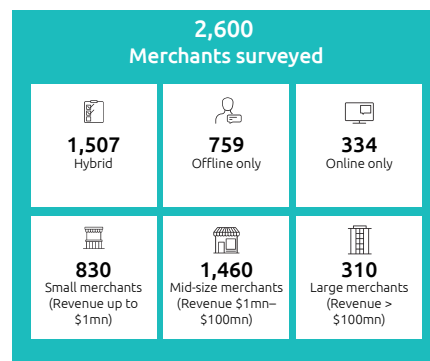 2,600
Merchants surveyed
1,507
Hybrid
759
Offline only
334
Online only
830
Small merchants
(Revenue up to
$1mn)
1,460
Mid-size merchants
(Revenue $1mn–
$100mn)
310
Large merchants
(Revenue >
$100mn)